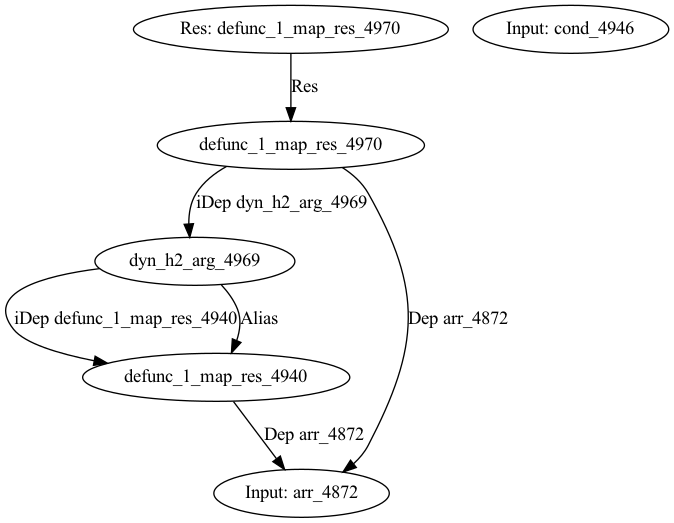 Res: defunc_1_map_res_4970
Input: cond_4946
Res
defunc_1_map_res_4970
iDep dyn_h2_arg_4969
dyn_h2_arg_4969
iDep defunc_1_map_res_4940
Alias
Dep arr_4872
defunc_1_map_res_4940
Dep arr_4872
Input: arr_4872